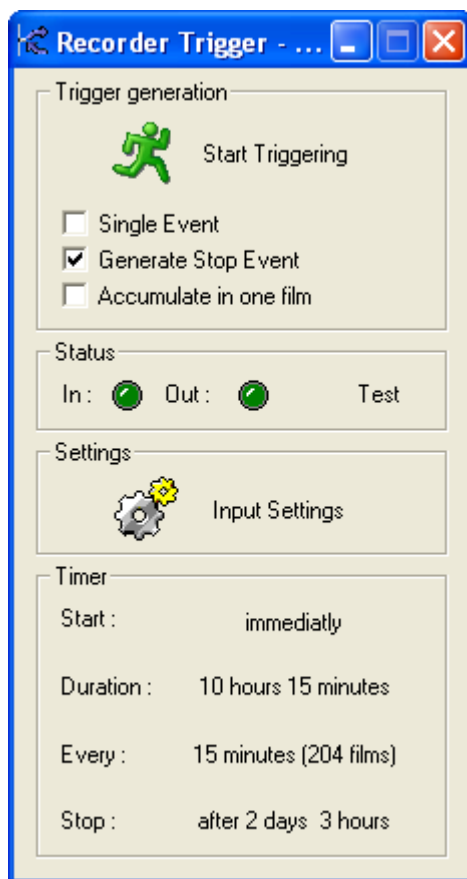 Recorder Trigger - ...
Trigger generation
Start Triggering
Single Event
Generate Stop Event
Accumulate in one film
Status
In : Out : Test
Settings
Input Settings
Timer
Start : immediatly
Duration : 10 hours 15 minutes
Every : 15 minutes (204 films)
Stop : after 2 days 3 hours